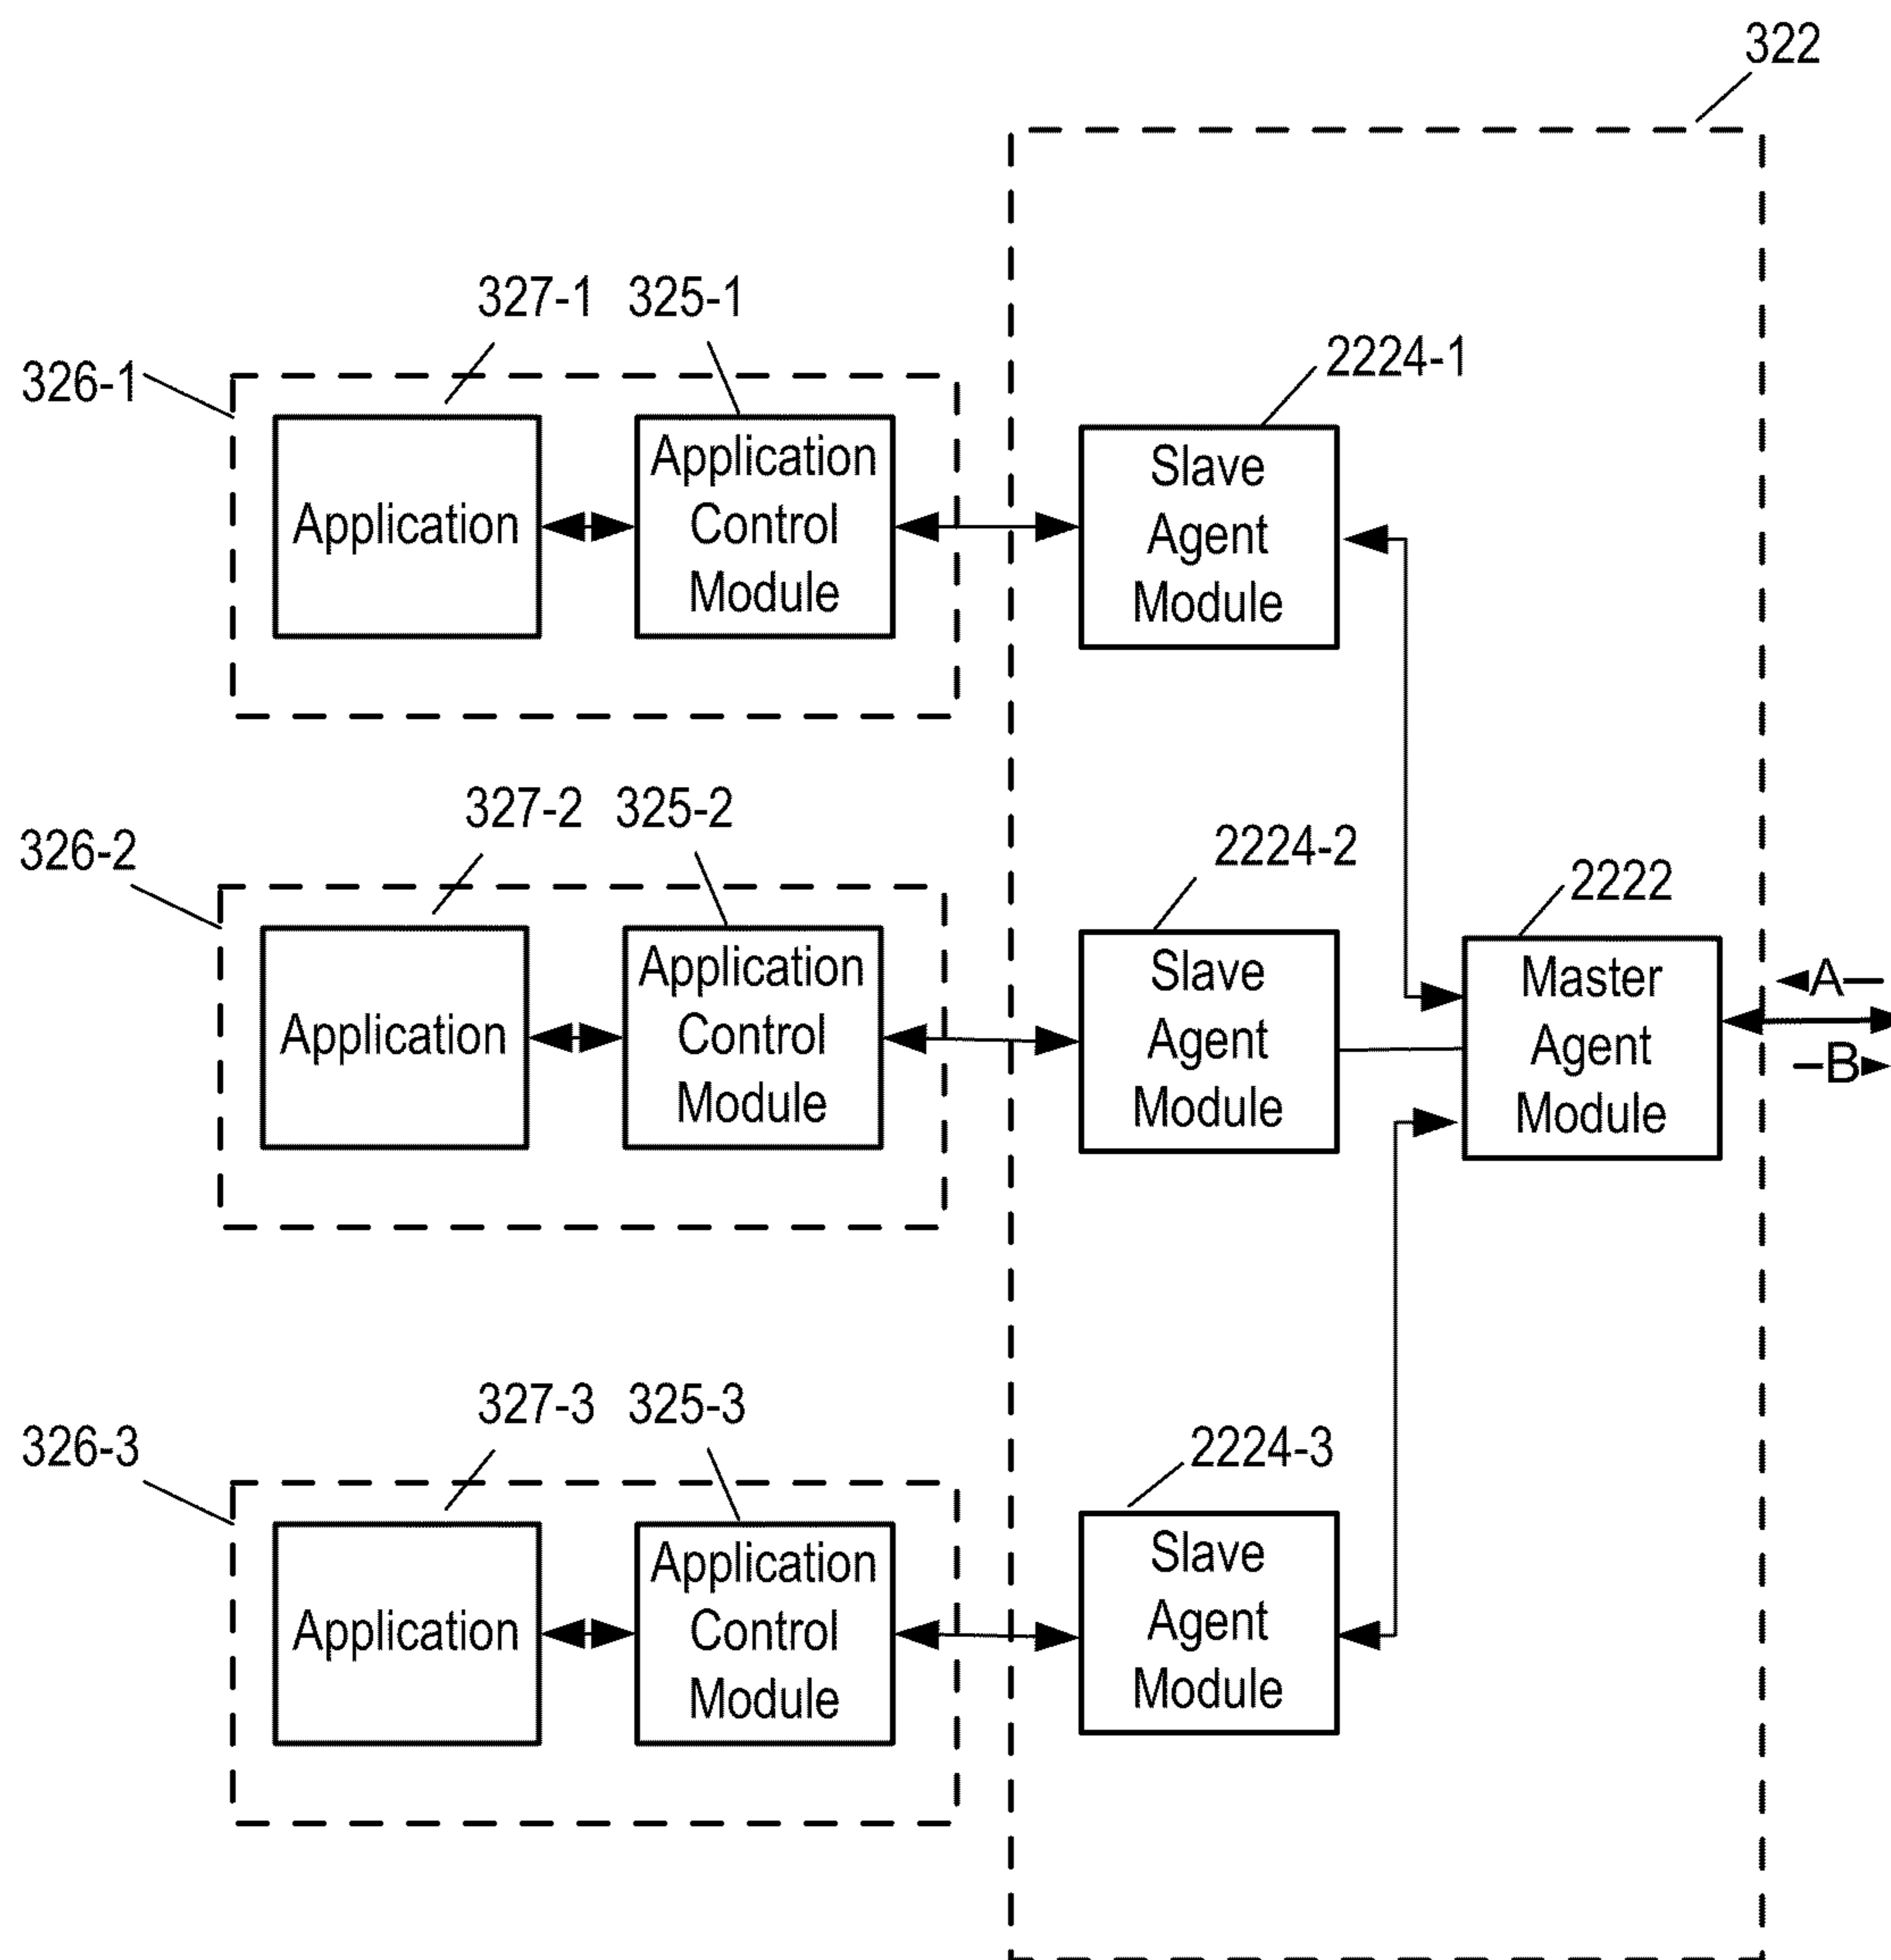 322
327-1 325-1
326-1
2224-1
Application
Application
Control
Module
Slave
Agent
Module
327-2 325-2
326-2
2224-2
2222
Application
Application
Control
Module
Slave
Agent
Module
Master
Agent
Module
A
B
327-3 325-3
326-3
2224-3
Application
Application
Control
Module
Slave
Agent
Module